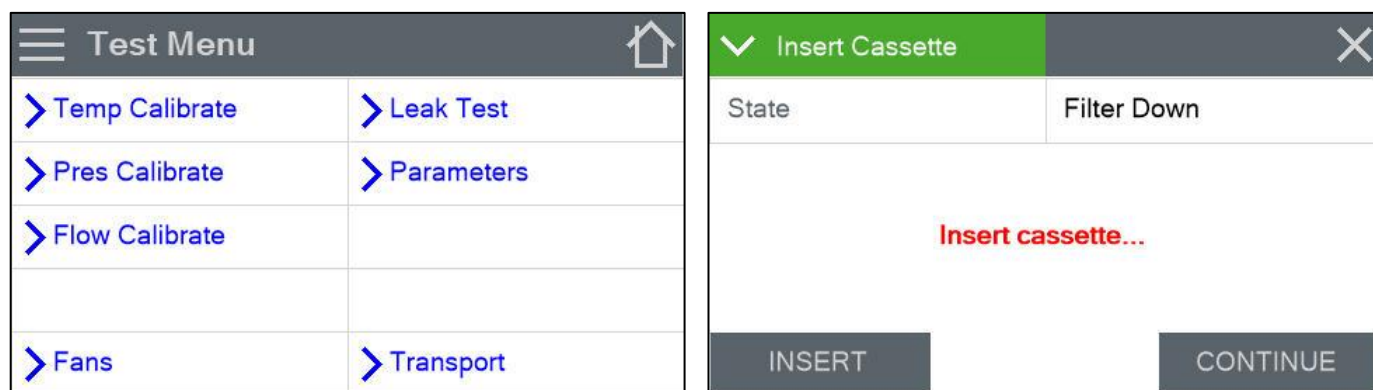 Test Menu
Temp Calibrate
Leak Test
Pres Calibrate
Parameters
Flow Calibrate
Fans
Transport
Insert Cassette
State
Filter Down
Insert cassette...
INSERT
CONTINUE